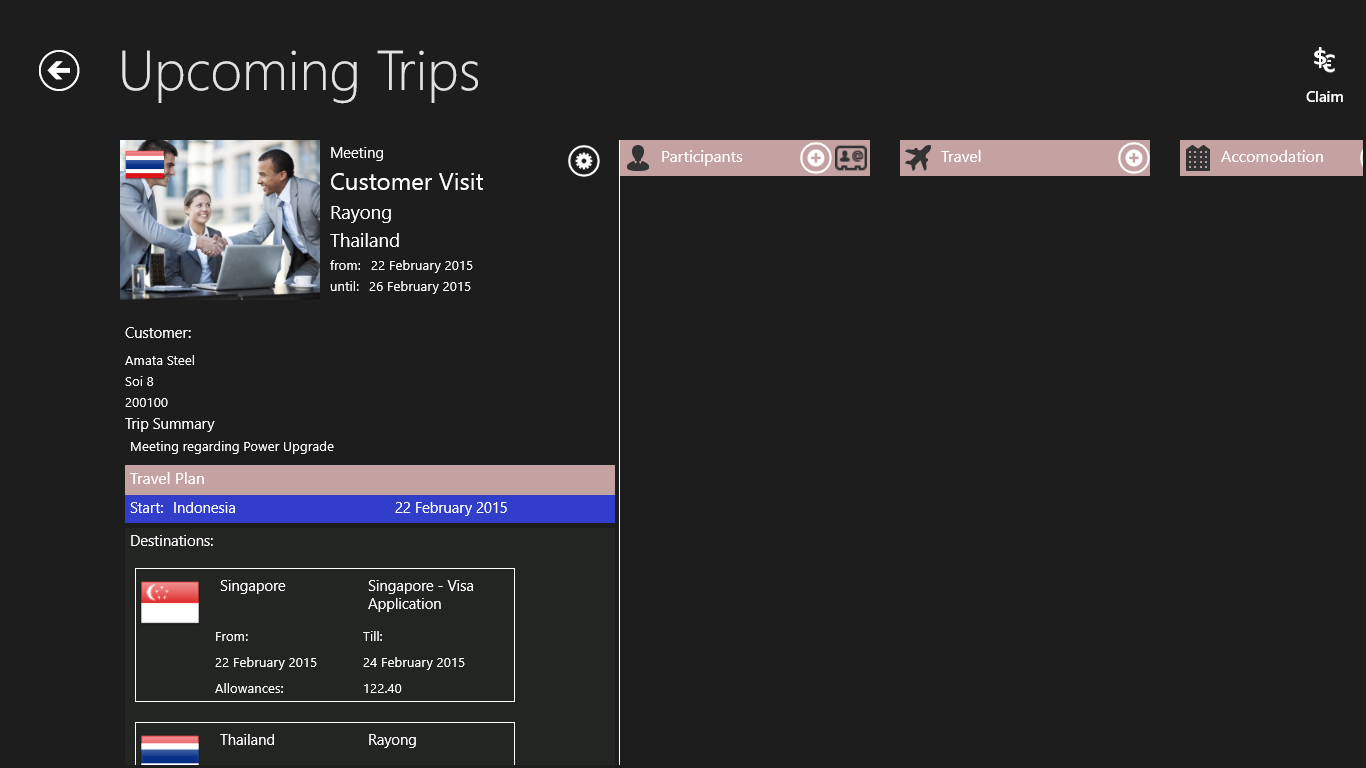 Upcoming Trips
Claim
Meeting
Customer Visit
Rayong
Thailand
from: 22 February 2015
until: 26 February 2015
Participants
Travel
Accomodation
Customer:
Amata Steel
Soi 8
200100
Trip Summary
Meeting regarding Power Upgrade
Travel Plan
Start: Indonesia 22 February 2015
Destinations:
Singapore Singapore - Visa
Application
From: Till:
22 February 2015 24 February 2015
Allowances: 122.40
Thailand Rayong